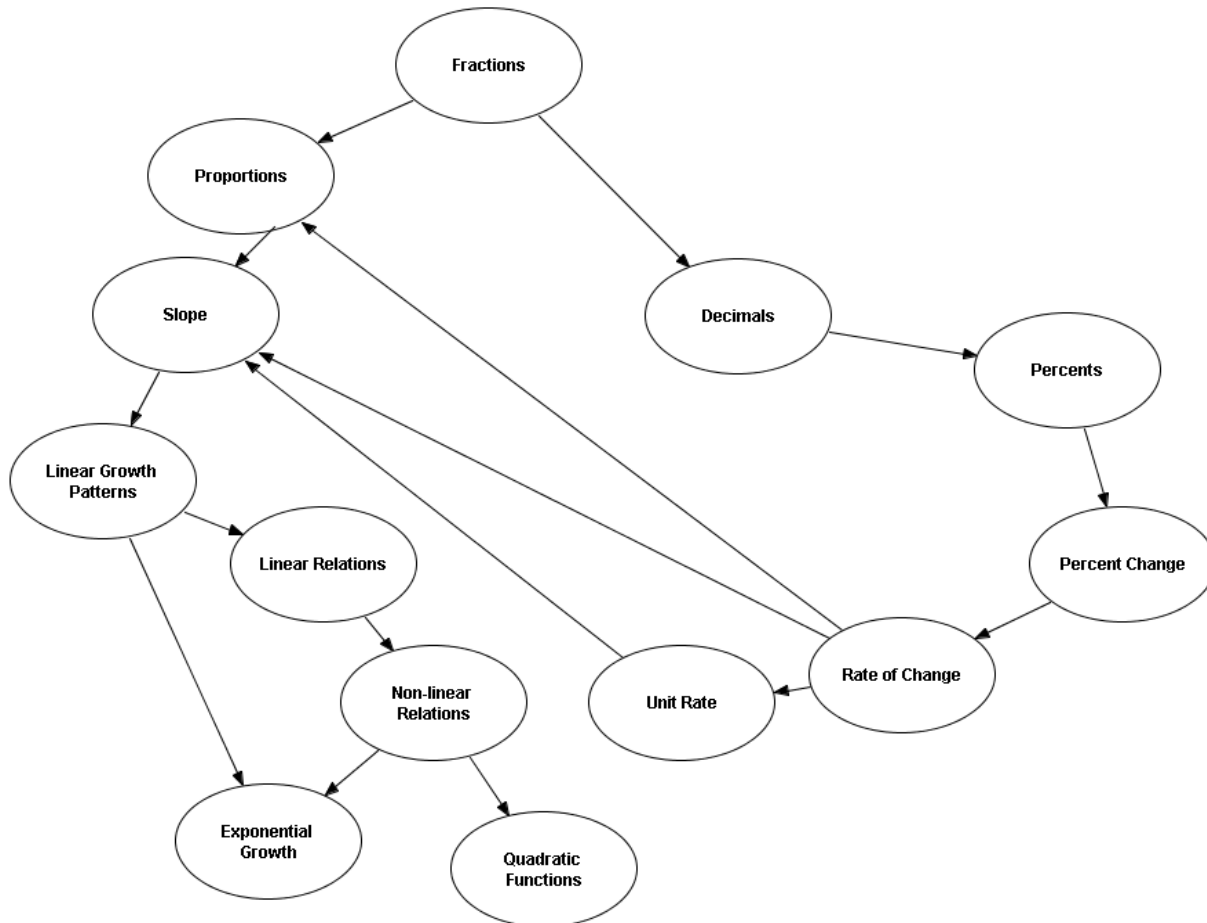 Fractions
Proportions
Slope
Decimals
Percents
Linear Growth
Patterns
Linear Relations
Percent Change
Non-linear
Relations
Unit Rate
Rate of Change
Exponential
Growth
Quadratic
Functions